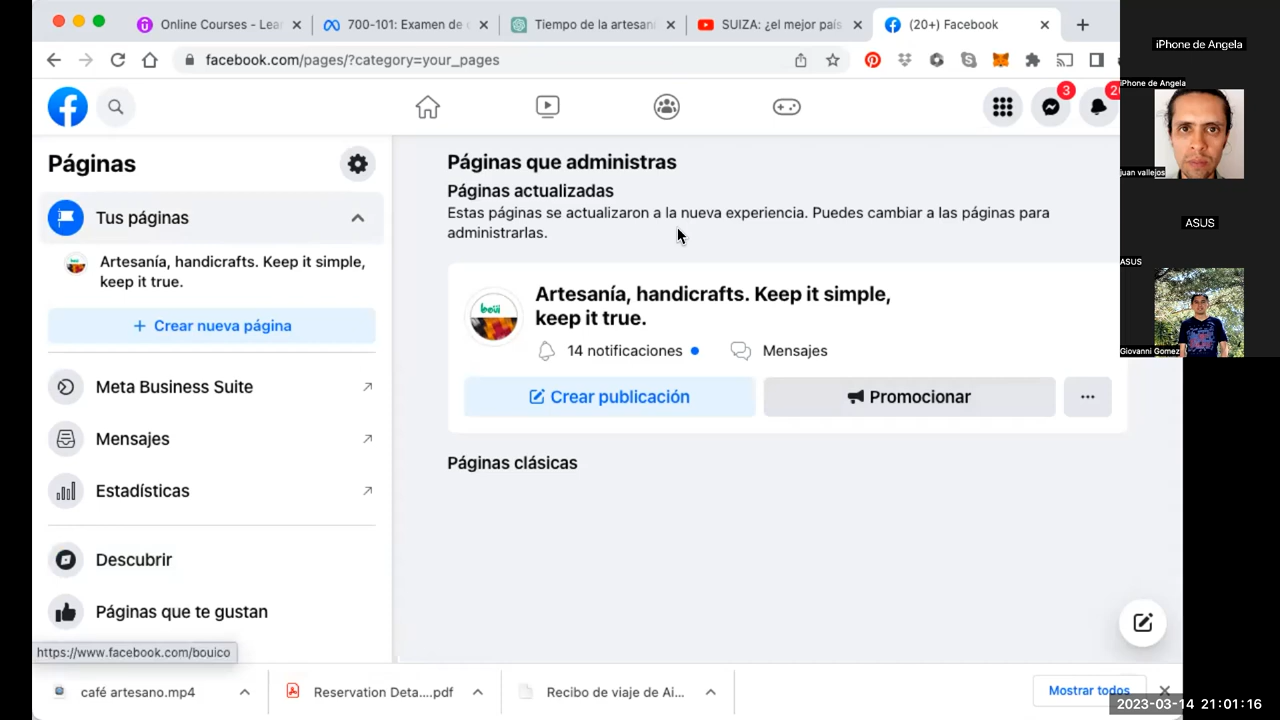 Online Courses - Lea
700-101: Examen de
Tiempo de la artesan
SUIZA: ¿el mejor país
(20+) Facebook
facebook.com/pages/?category=your_pages
3
2
Páginas
Tus páginas
Artesanía, handicrafts. Keep it simple,
keep it true.
+ Crear nueva página
Meta Business Suite
Mensajes
Estadísticas
Descubrir
Páginas que te gustan
https://www.facebook.com/bouico
Páginas que administras
Páginas actualizadas
Estas páginas se actualizaron a la nueva experiencia. Puedes cambiar a las páginas para
administrarlas.
boüi
Artesanía, handicrafts. Keep it simple,
keep it true.
14 notificaciones
Mensajes
Crear publicación
Promocionar
Páginas clásicas
café artesano.mp4
Reservation Deta....pdf
Recibo de viaje de Ai...
Mostrar todos
iPhone de Angela
iPhone de Angela
juan vallejos
ASUS
ASUS
Giovanni Gomez
2023-03-14 21:01:16